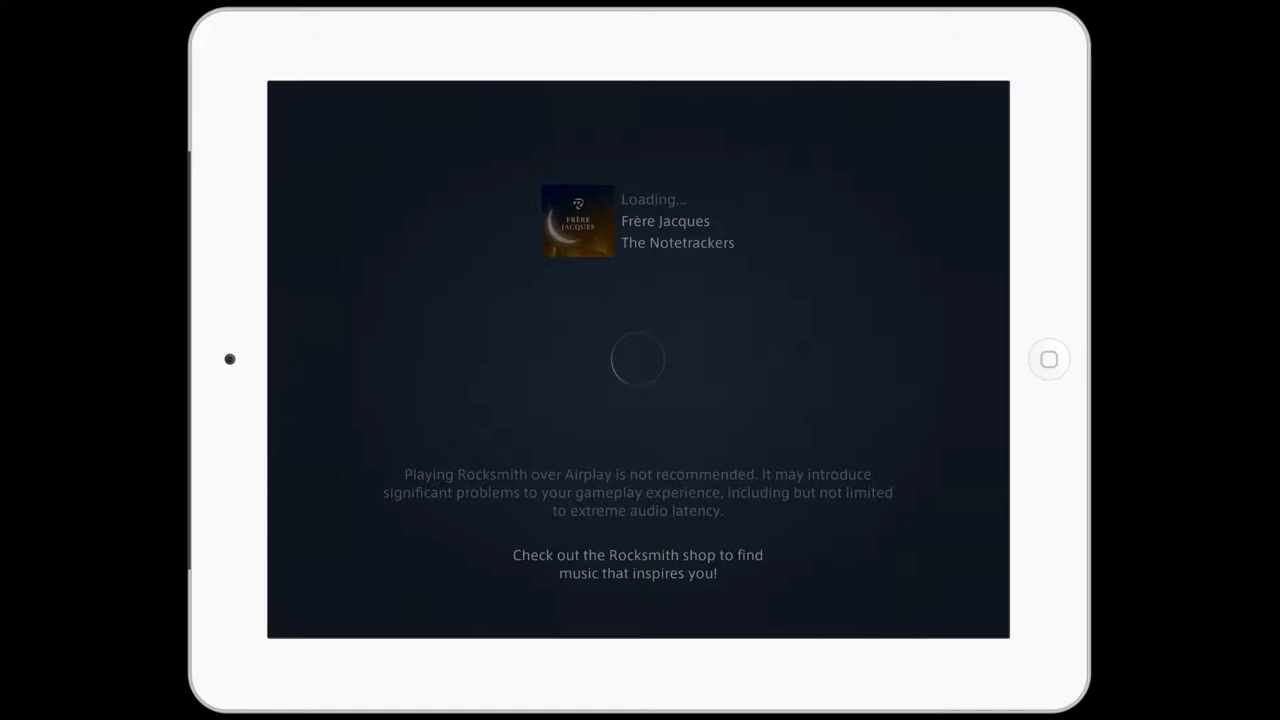 Loading...
FRÈRE
JACQUES
Frère Jacques
The Notetrackers
Playing Rocksmith over Airplay is not recommended. It may introduce
significant problems to your gameplay experience, including but not limited
to extreme audio latency.
Check out the Rocksmith shop to find
music that inspires you!